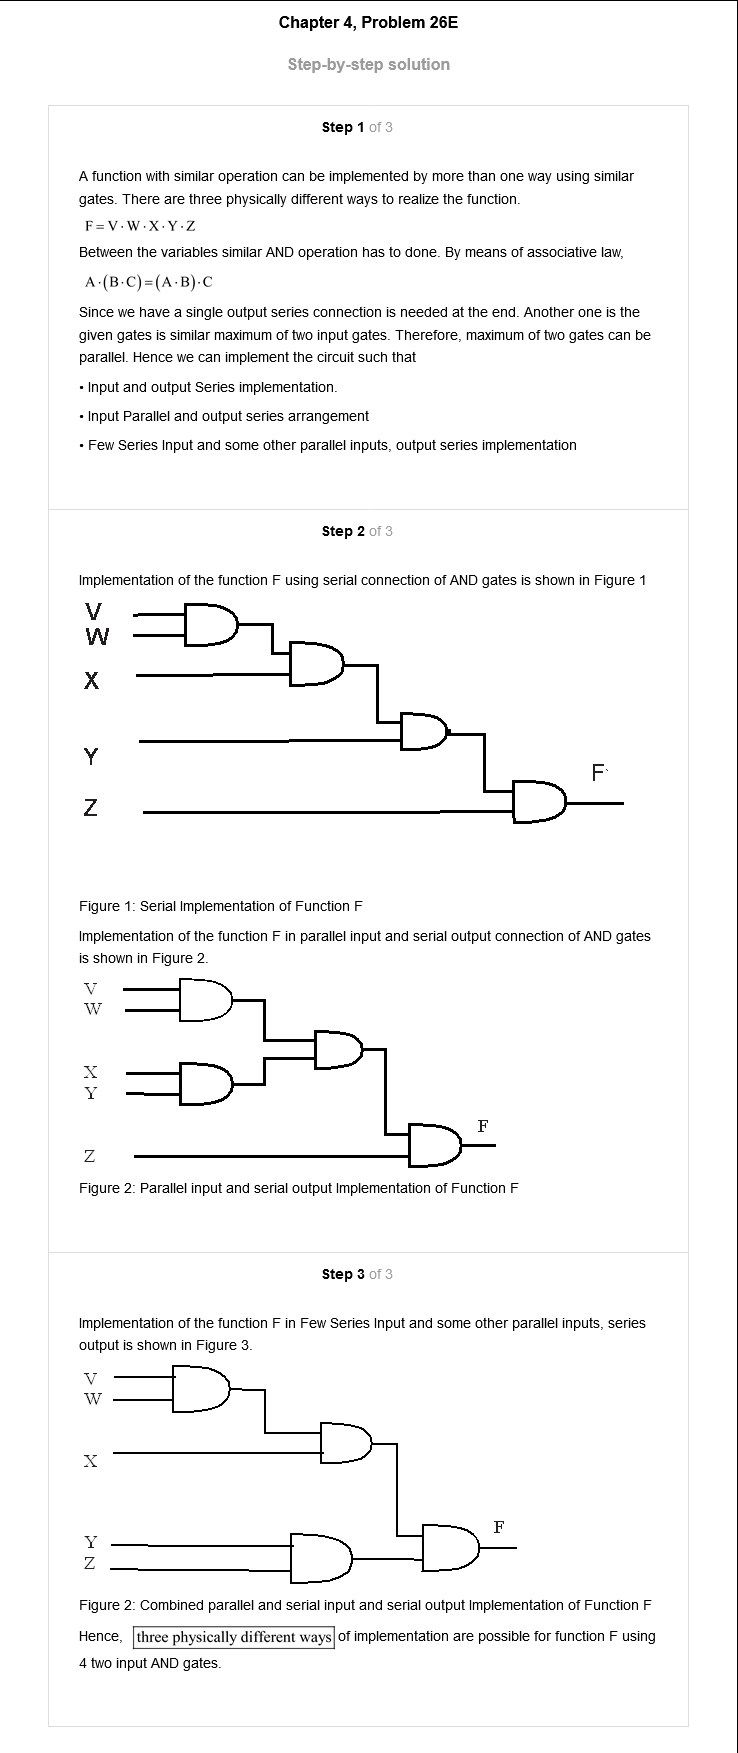 Chapter 4, Problem 26E
Step-by-step solution
Step 1 of 3
A function with similar operation can be implemented by more than one way using similar
gates. There are three physically different ways to realize the function.
F=V·W·X·Y·Z
Between the variables similar AND operation has to done. By means of associative law,
A·(B·C)=(A·B)·C
Since we have a single output series connection is needed at the end. Another one is the
given gates is similar maximum of two input gates. Therefore, maximum of two gates can be
parallel. Hence we can implement the circuit such that
• Input and output Series implementation.
• Input Parallel and output series arrangement
• Few Series Input and some other parallel inputs, output series implementation
Step 2 of 3
Implementation of the function F using serial connection of AND gates is shown in Figure 1
V
W
X
Y
F
Z
Figure 1: Serial Implementation of Function F
Implementation of the function F in parallel input and serial output connection of AND gates
is shown in Figure 2.
V
W
X
Y
F
Z
Figure 2: Parallel input and serial output Implementation of Function F
Step 3 of 3
Implementation of the function F in Few Series Input and some other parallel inputs, series
output is shown in Figure 3.
V
W
X
F
Y
Z
Figure 2: Combined parallel and serial input and serial output Implementation of Function F
Hence, three physically different ways of implementation are possible for function F using
4 two input AND gates.